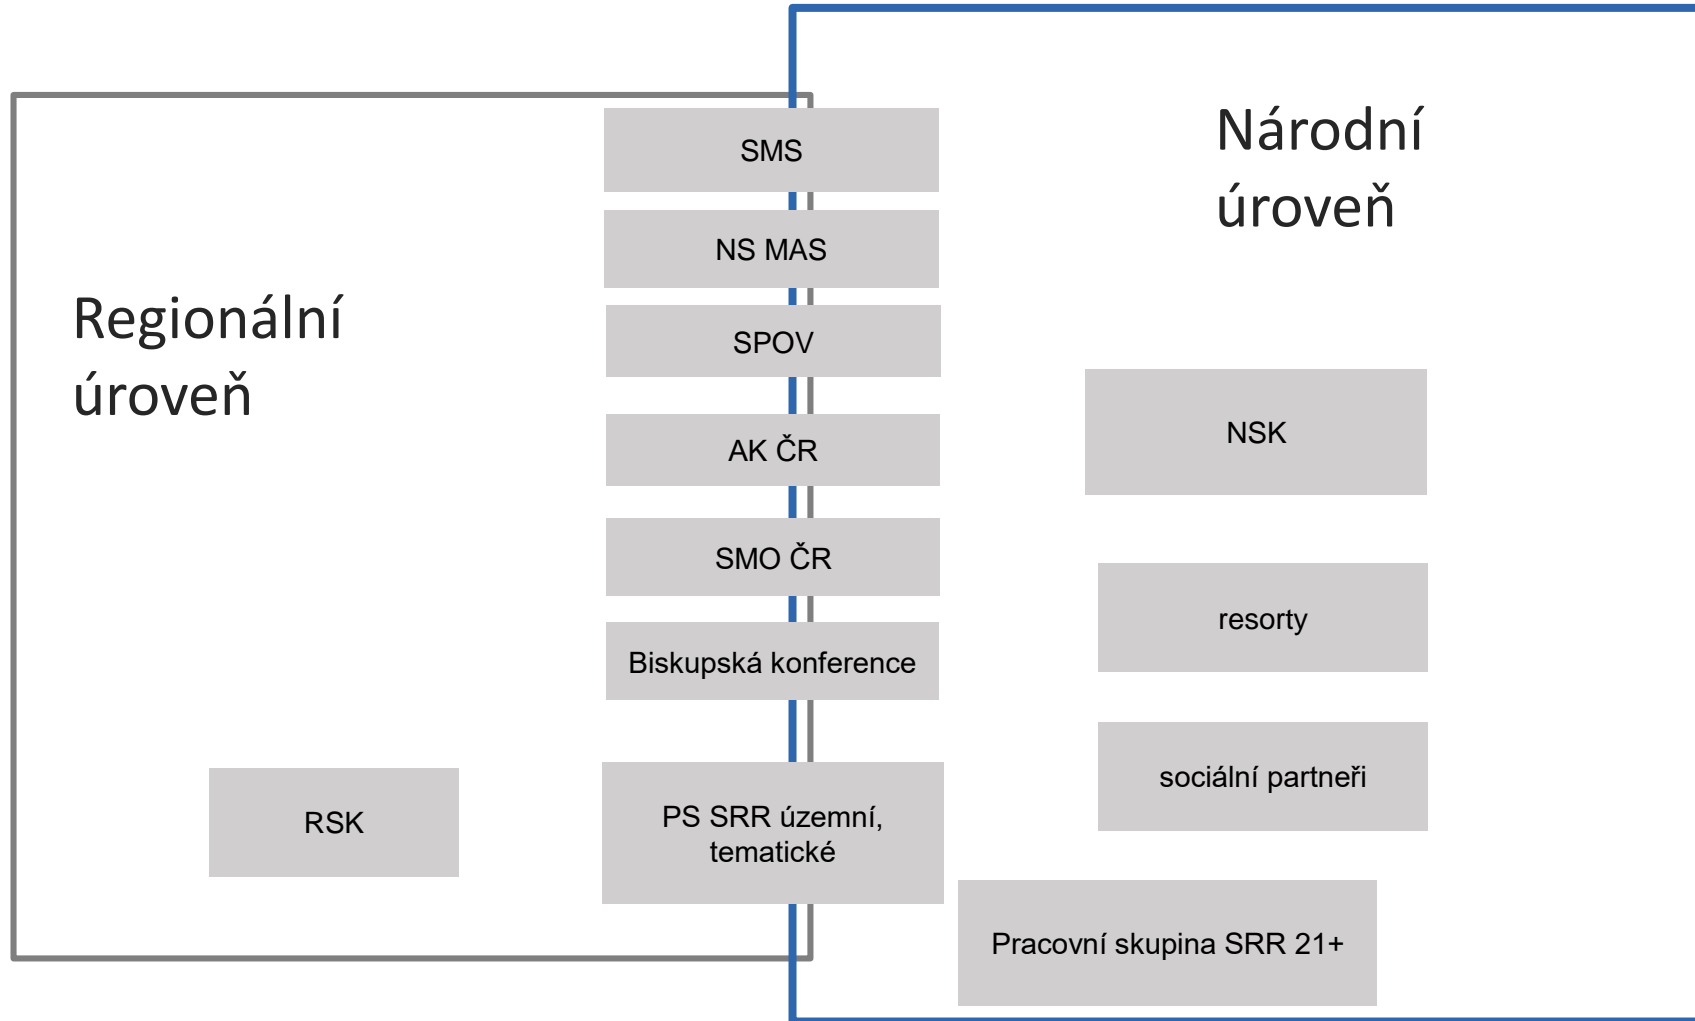 Regionální
úroveň
RSK
SMS
NS MAS
SPOV
AK ČR
SMO ČR
Biskupská konference
PS SRR územní,
tematické
Národní
úroveň
NSK
resorty
sociální partneři
Pracovní skupina SRR 21+